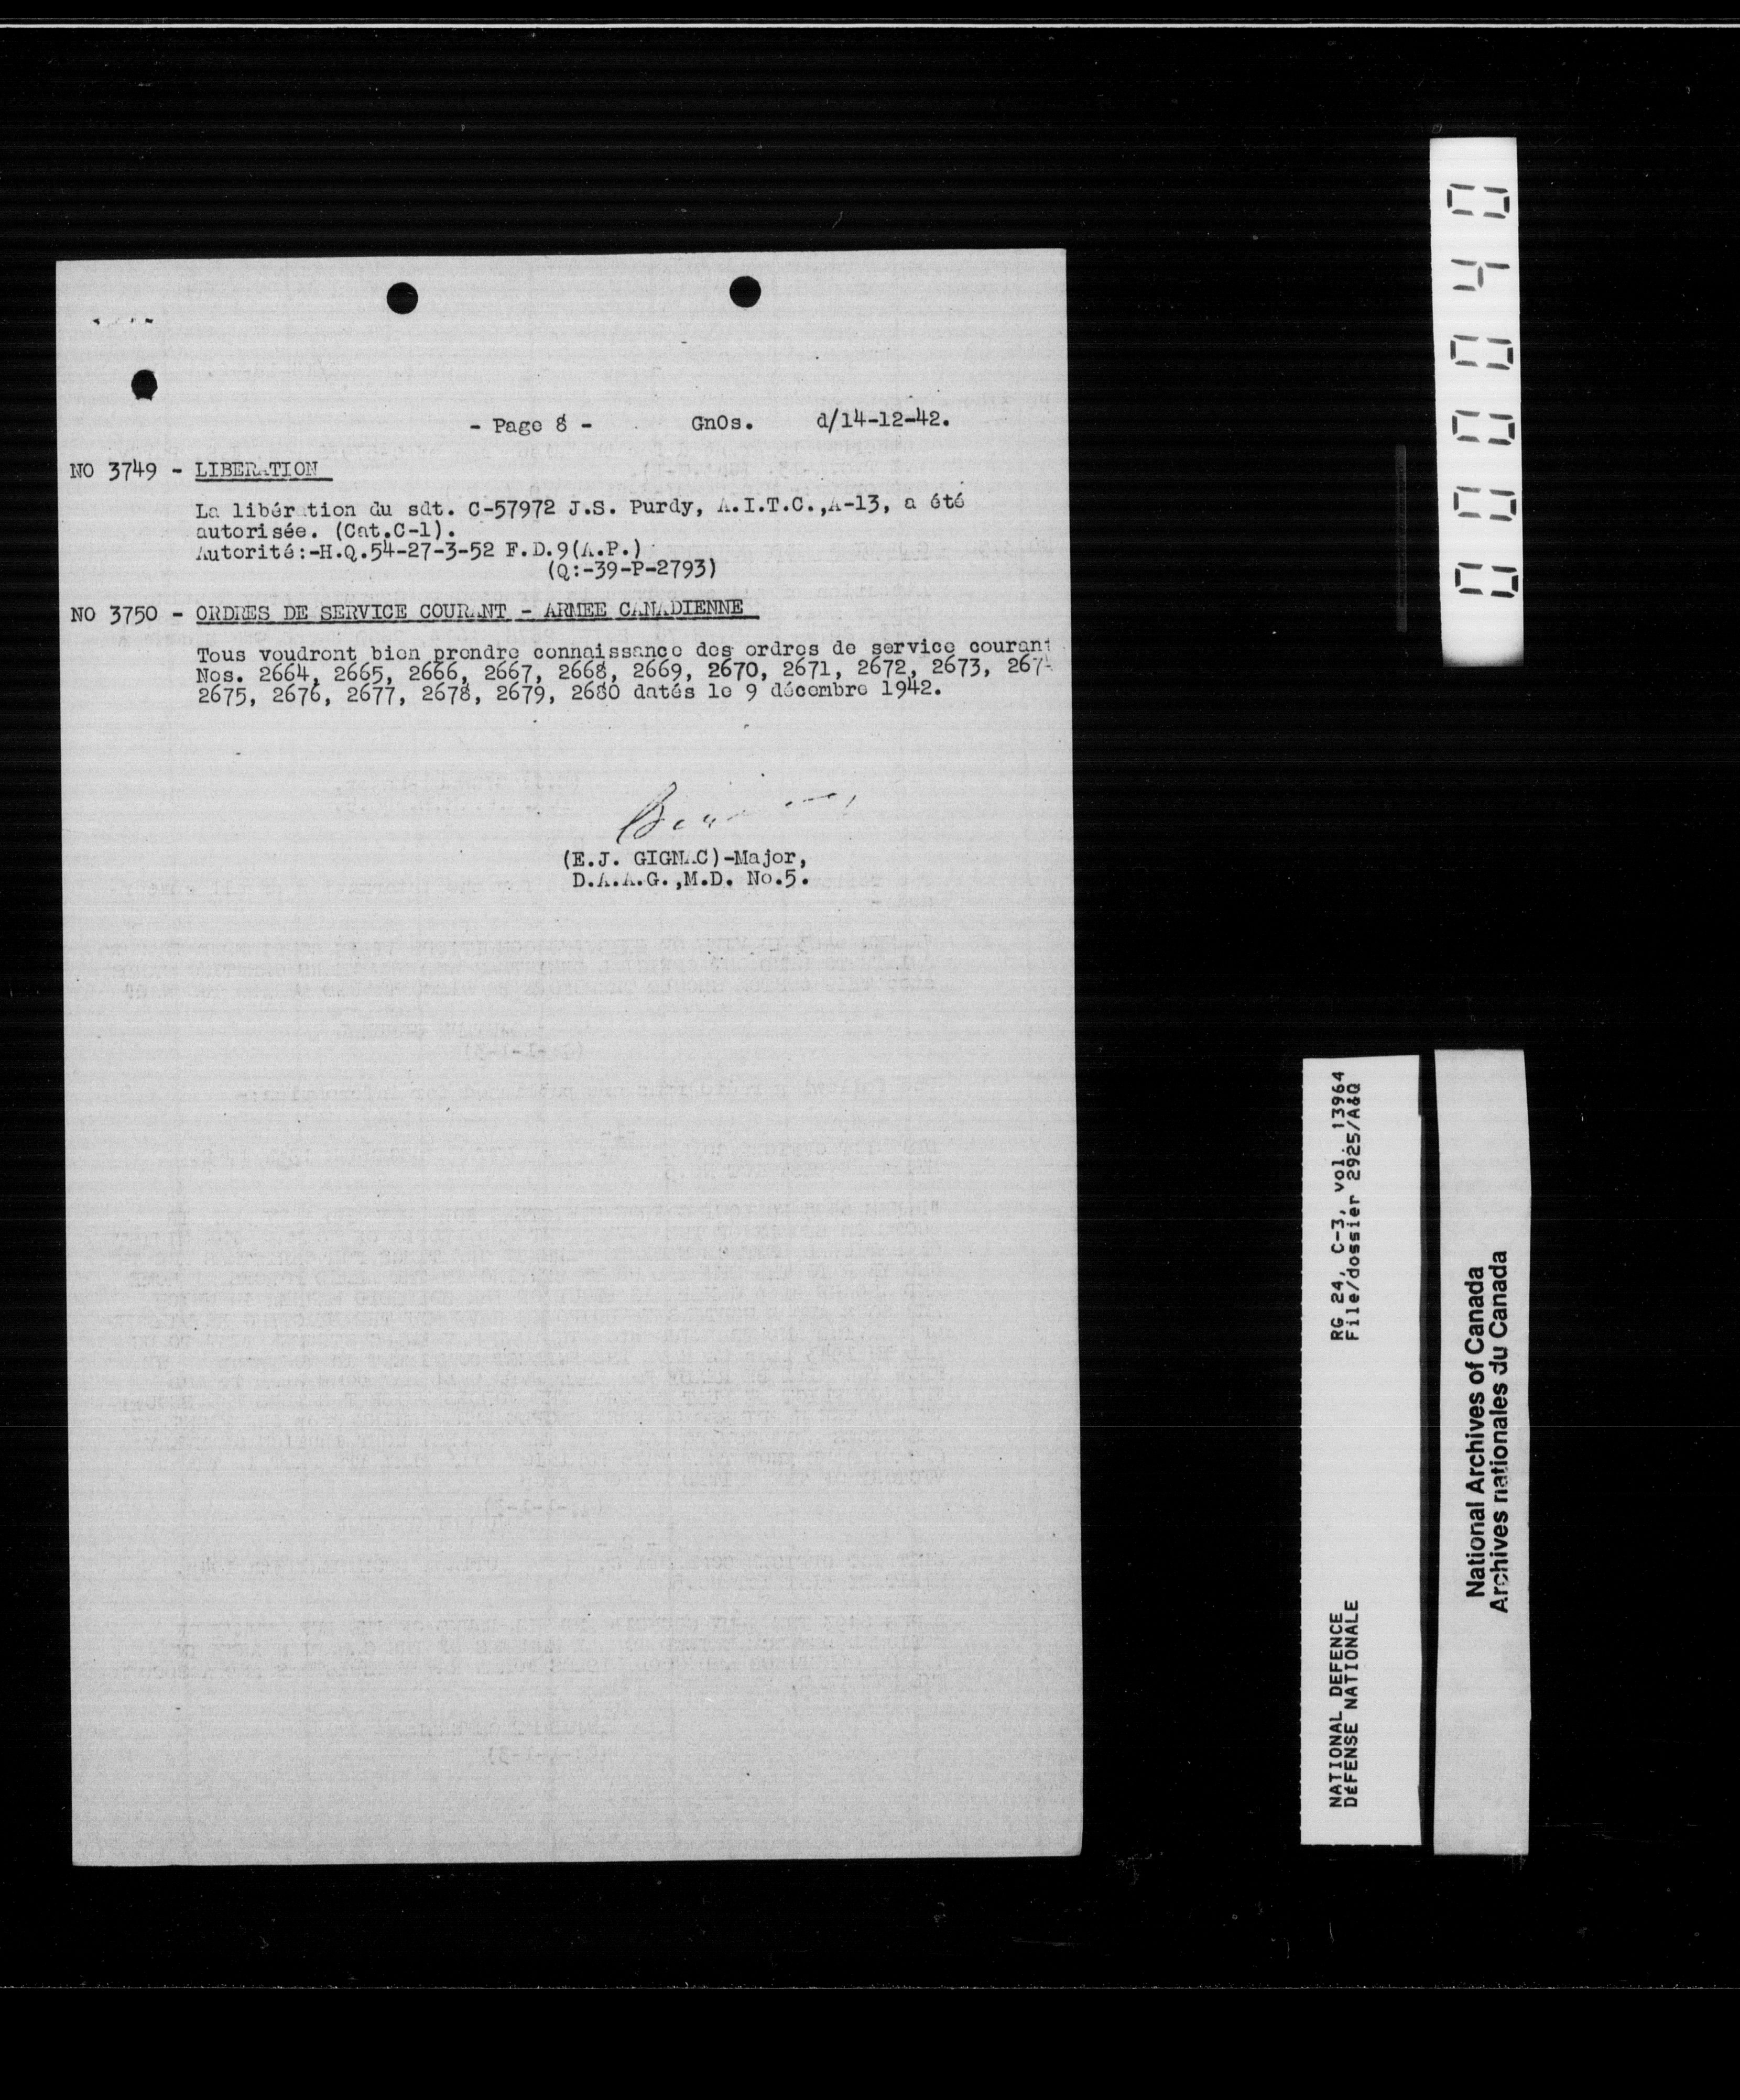 - Page 8 - GnOs. d/14-12-42.
NO 3749 - LIBERATION
La libération du sdt. C-57972 J.S. Purdy, A.I.T.C.,A-13, a été
autorisée. (Cat.C-1).
Autorité:-H.Q.54-27-3-52 F.D.9(A.P.)
(Q:-39-P-2793)
NO 3750 - ORDRES DE SERVICE COURANT - ARMEE CANADIENNE
Tous voudront bien prendre connaissance des ordres de service courant
Nos. 2664, 2665, 2666, 2667, 2668, 2669, 2670, 2671, 2672, 2673, 2674
2675, 2676, 2677, 2678, 2679, 2680 datés le 9 décembre 1942.
(E.J. GIGNAC)-Major,
D.A.A.G.,M.D. No.5.
000040
RG 24, C-3, vol. 13964
File/dossier 2925/A&Q
NATIONAL DEFENCE
DÉFENSE NATIONALE
National Archives of Canada
Archives nationales du Canada